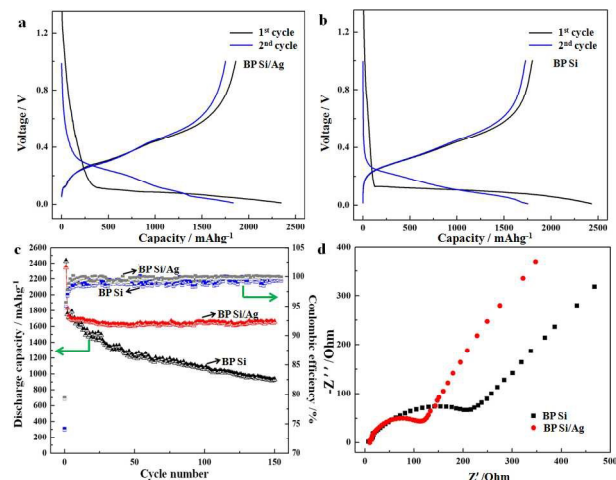 a
1st cycle
2nd cycle
BP Si/Ag
Voltage / V
1.2
0.8
0.4
0.0
0 500 1000 1500 2000 2500
Capacity / mAhg-1
b
1st cycle
2nd cycle
BP Si
Voltage / V
1.2
0.8
0.4
0.0
0 500 1000 1500 2000 2500
Capacity / mAhg-1
c
Discharge capacity / mAhg-1
2600
2400
2200
2000
1800
1600
1400
1200
1000
800
600
400
BP Si/Ag
BP Si
BP Si/Ag
BP Si
105
100
95
90
85
80
75
70
Coulombic efficiency / %
0 50 100 150
Cycle number
d
-Z''/Ohm
400
300
200
100
0
BP Si
BP Si/Ag
0 100 200 300 400 500
Z'/Ohm